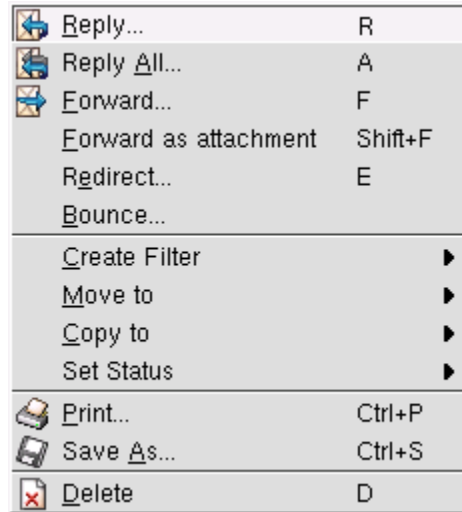 Reply... R
Reply All... A
Forward... F
Forward as attachment Shift+F
Redirect... E
Bounce...
Create Filter
Move to
Copy to
Set Status
Print... Ctrl+P
Save As... Ctrl+S
Delete D